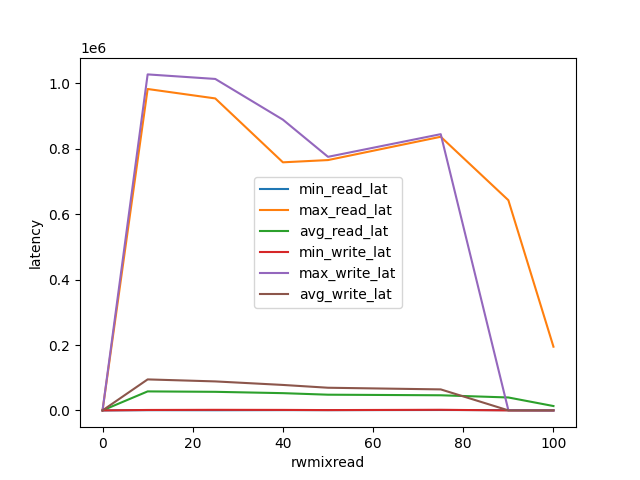 1e6
1.0
0.8
0.6
0.4
0.2
0.0
latency
min_read_lat
max_read_lat
avg_read_lat
min_write_lat
max_write_lat
avg_write_lat
0
20
40
60
80
100
rwmixread